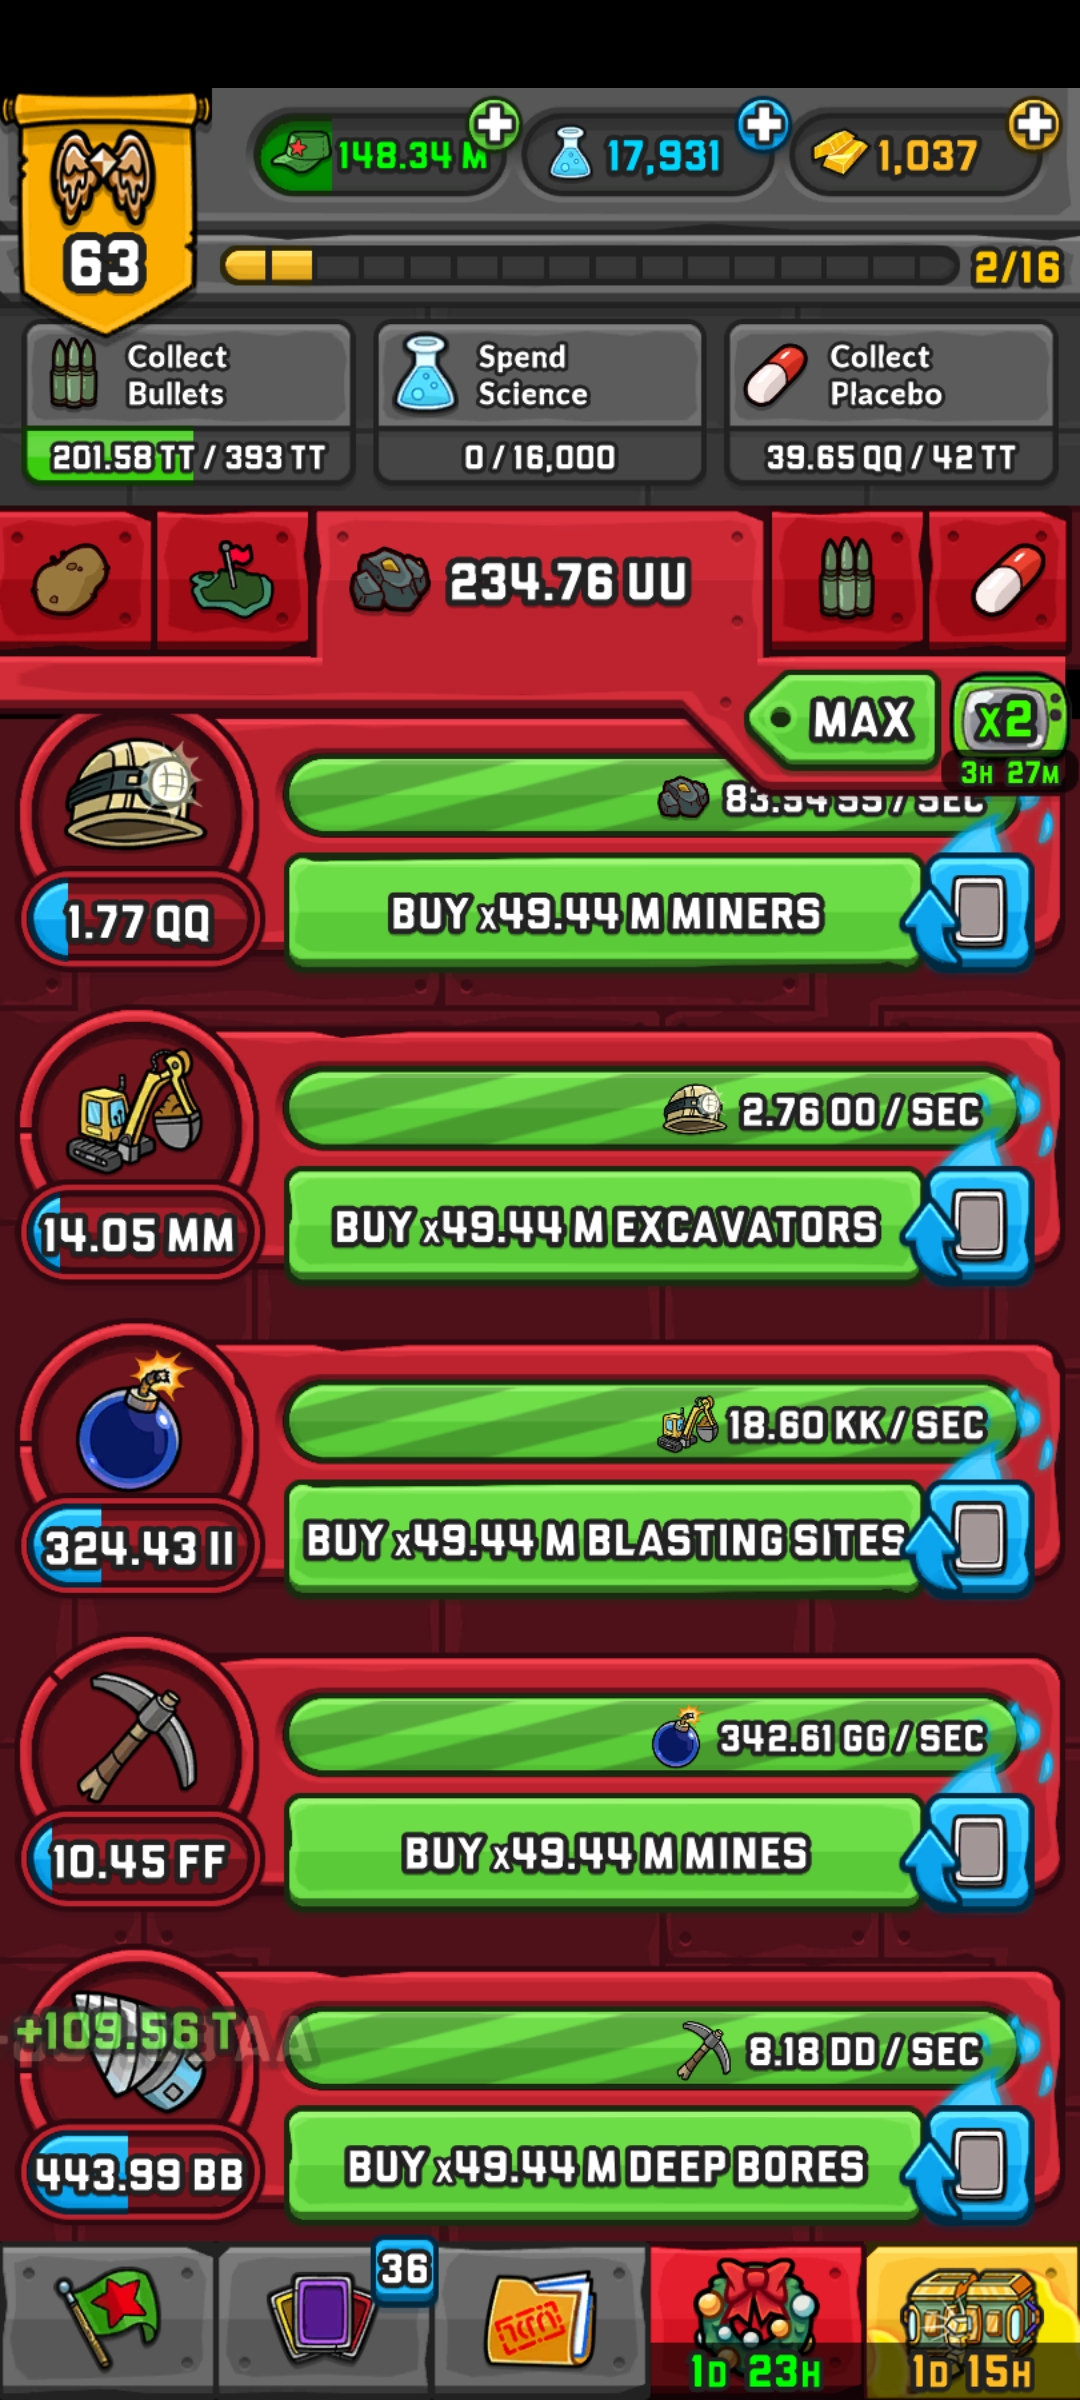 148.34 M
17,931
1,037
63
2/16
Collect
Bullets
201.58 TT / 393 TT
Spend
Science
0 / 16,000
Collect
Placebo
39.65 QQ / 42 TT
234.76 UU
MAX
x2
3H 27M
83.54 SS / SEC
1.77 QQ
BUY x49.44 M MINERS
2.76 OO / SEC
14.05 MM
BUY x49.44 M EXCAVATORS
18.60 KK / SEC
324.43 II
BUY x49.44 M BLASTING SITES
342.61 GG / SEC
10.45 FF
BUY x49.44 M MINES
+109.56 T
8.18 DD / SEC
443.99 BB
BUY x49.44 M DEEP BORES
36
1D 23H
1D 15H